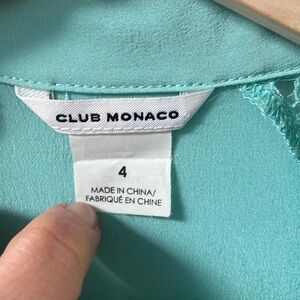 CLUB MONACO
4
MADE IN CHINA/
FABRIQUÉ EN CHINE